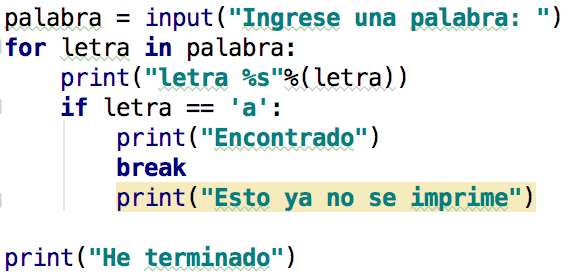 palabra = input("Ingrese una palabra: ")
for letra in palabra:
    print("letra %s"%(letra))
    if letra == 'a':
        print("Encontrado")
        break
        print("Esto ya no se imprime")
print("He terminado")